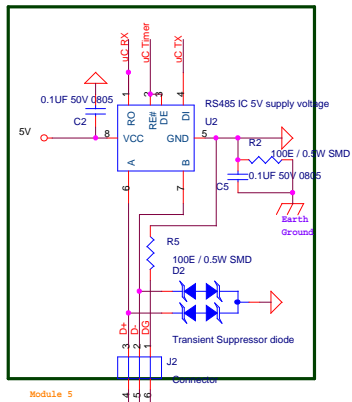 uC RX
uC Timer
uC TX
0.1UF 50V 0805
C2
1
2
3
4
RO
RE#
DE
DI
RS485 IC 5V supply voltage
U2
5V
8
VCC
GND
5
R2
100E / 0.5W SMD
A
B
6
7
C5
0.1UF 50V 0805
Earth
Ground
R5
100E / 0.5W SMD
D2
D+
D-
DG
Transient Suppressor diode
3
2
1
J2
Connector
Module 5
4
5
6